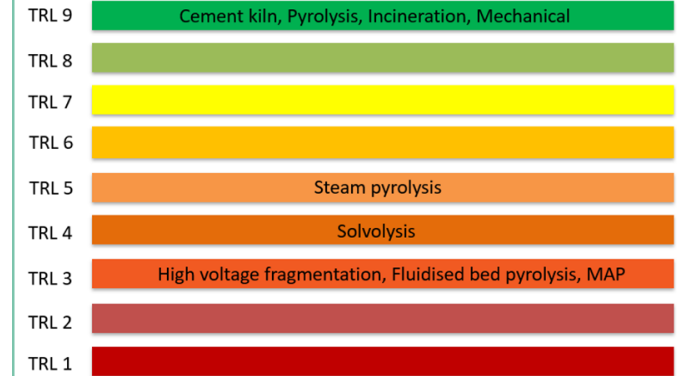 TRL 9 Cement kiln, Pyrolysis, Incineration, Mechanical
TRL 8
TRL 7
TRL 6
TRL 5 Steam pyrolysis
TRL 4 Solvolysis
TRL 3 High voltage fragmentation, Fluidised bed pyrolysis, MAP
TRL 2
TRL 1